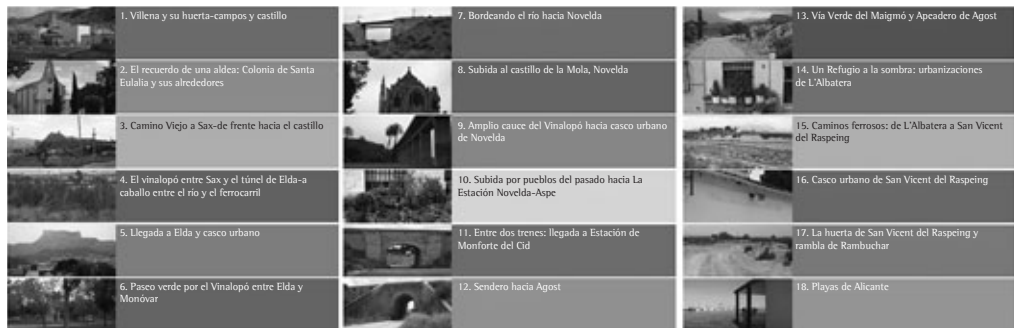 1. Villena y su huerta-campos y castillo
2. El recuerdo de una aldea: Colonia de Santa
Eulalia y sus alrededores
3. Camino Viejo a Sax-de frente hacia el castillo
4. El vinalopó entre Sax y el túnel de Elda-a
caballo entre el río y el ferrocarril
5. Llegada a Elda y casco urbano
6. Paseo verde por el Vinalopó entre Elda y
Monóvar
7. Bordeando el río hacia Novelda
8. Subida al castillo de la Mola, Novelda
9. Amplio cauce del Vinalopó hacia casco urbano
de Novelda
10. Subida por pueblos del pasado hacia La
Estación Novelda-Aspe
11. Entre dos trenes: llegada a Estación de
Monforte del Cid
12. Sendero hacia Agost
13. Vía Verde del Maigmó y Apeadero de Agost
14. Un Refugio a la sombra: urbanizaciones
de L'Albatera
15. Caminos ferrosos: de L'Albatera a San Vicent
del Raspeing
16. Casco urbano de San Vicent del Raspeing
17. La huerta de San Vicent del Raspeing y
rambla de Rambuchar
18. Playas de Alicante